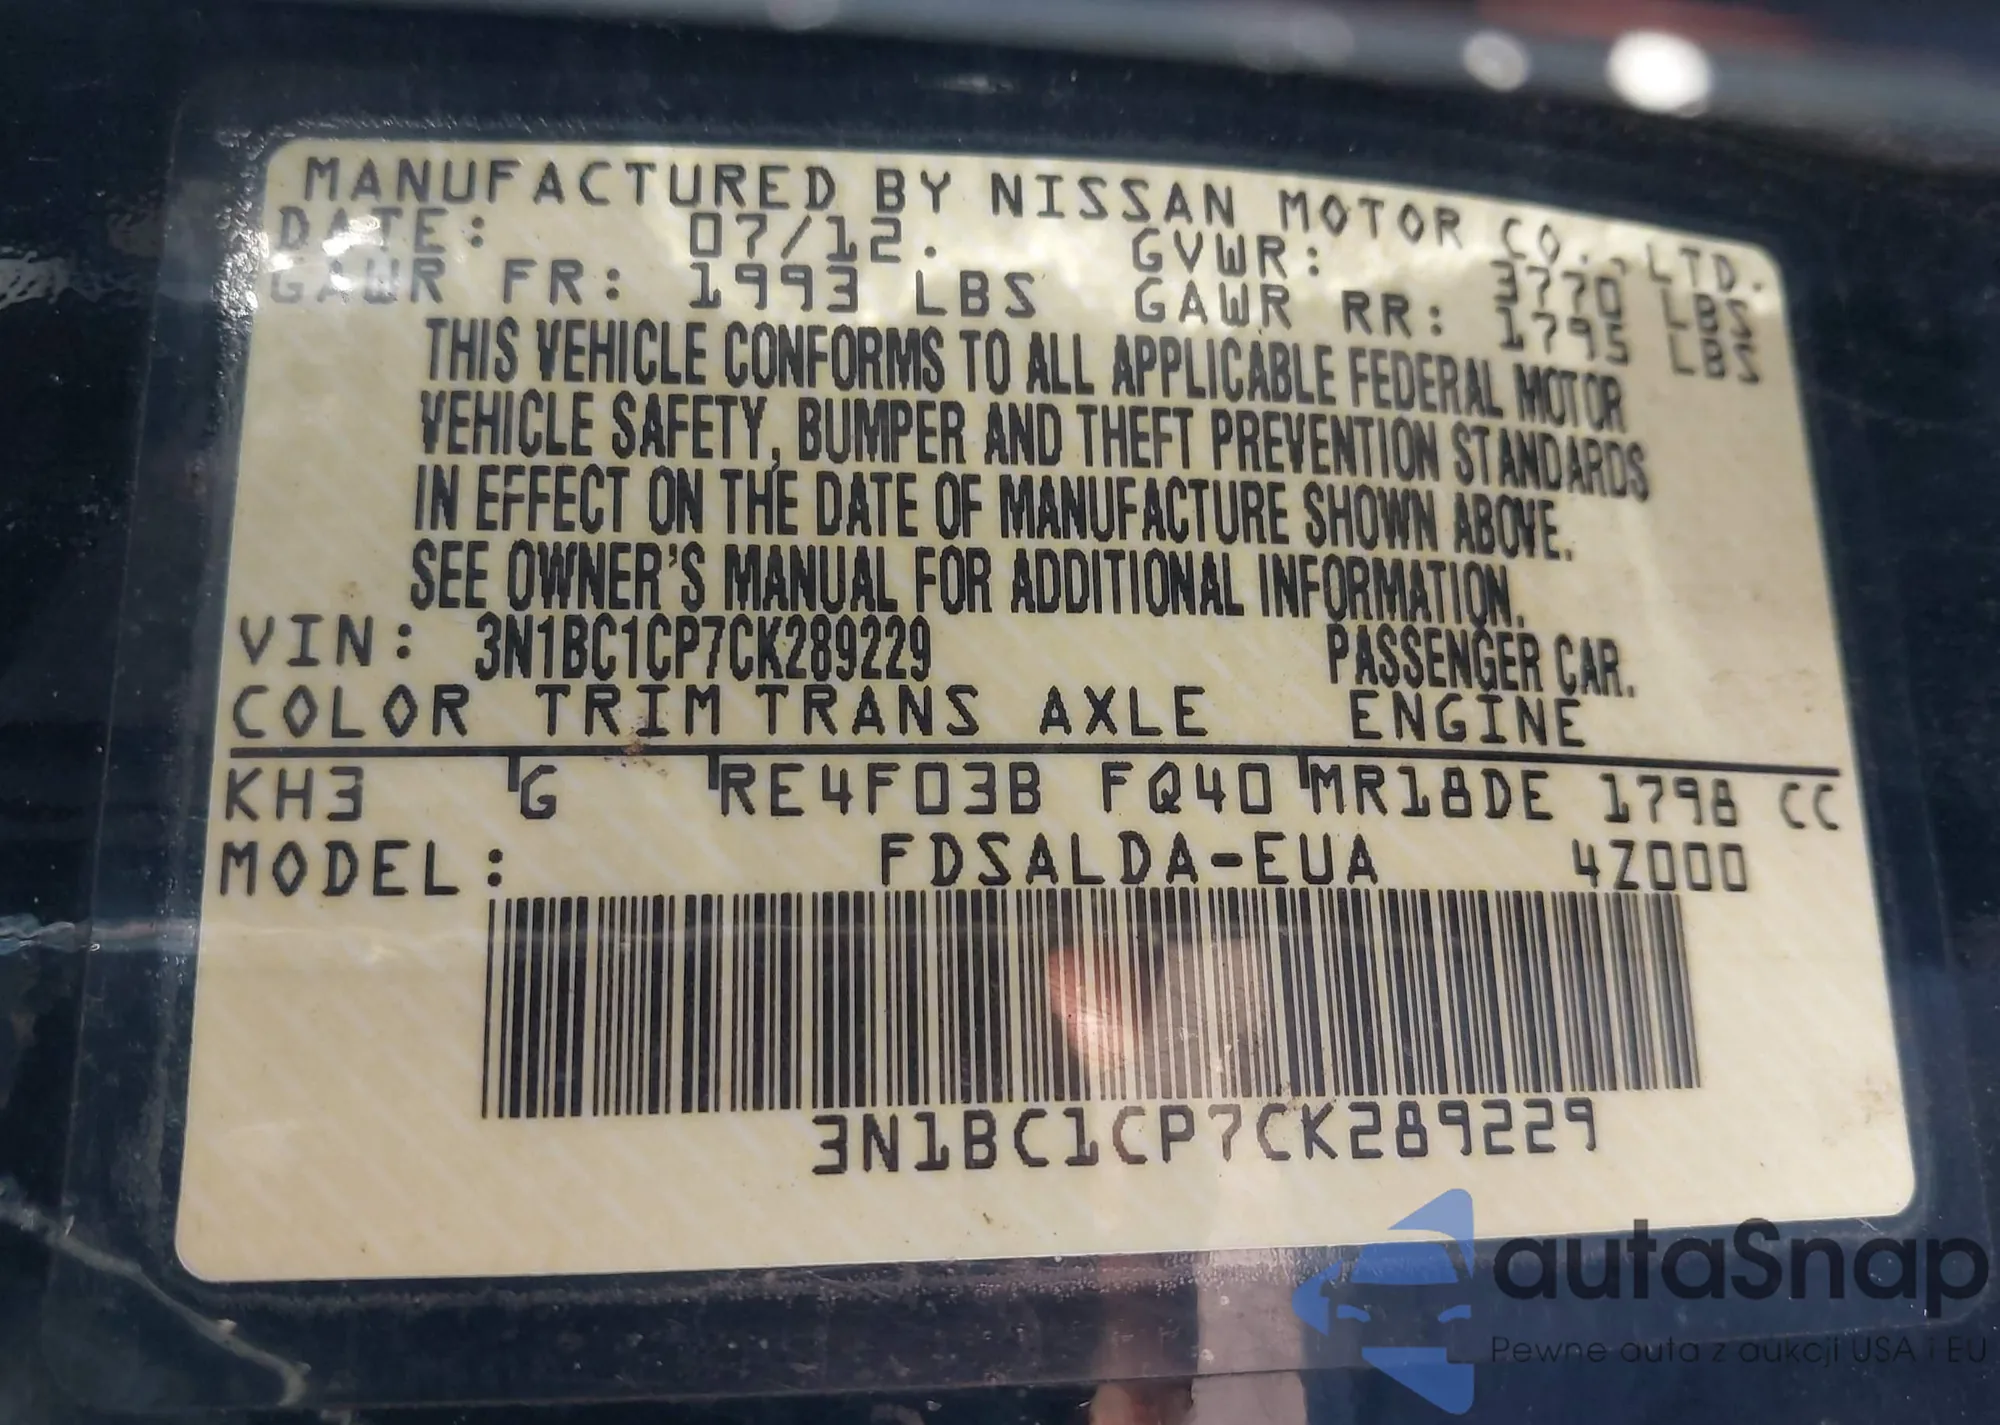 MANUFACTURED BY NISSAN MOTOR CO., LTD.
DATE: 07/12. GVWR: 3770 LBS
GAWR FR: 1993 LBS GAWR RR: 1795 LBS
THIS VEHICLE CONFORMS TO ALL APPLICABLE FEDERAL MOTOR
VEHICLE SAFETY, BUMPER AND THEFT PREVENTION STANDARDS
IN EFFECT ON THE DATE OF MANUFACTURE SHOWN ABOVE.
SEE OWNER'S MANUAL FOR ADDITIONAL INFORMATION.
VIN: 3N1BC1CP7CK289229 PASSENGER CAR.
COLOR TRIM TRANS AXLE ENGINE
KH3 G RE4F03B FQ40 MR18DE 1798 CC
MODEL: FDSALDA-EUA 4Z000
3N1BC1CP7CK289229
autaSnap
Pewne auta z aukcji USA i EU